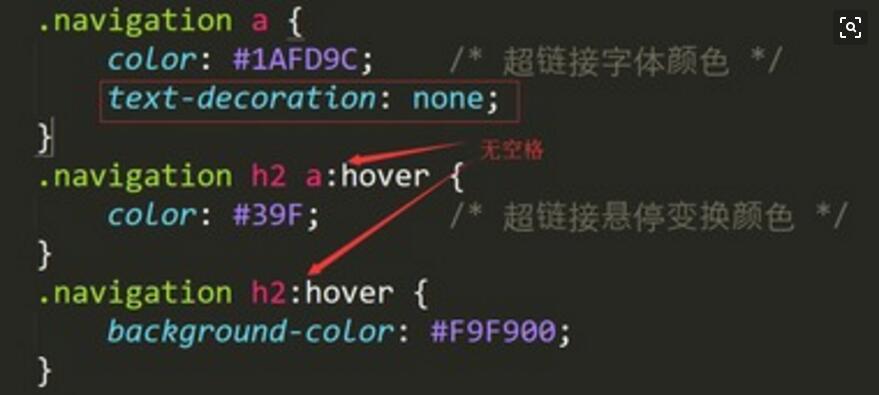 .navigation a {
color: #1AFD9C; /* 超链接字体颜色 */
text-decoration: none;
}
无空格
.navigation h2 a:hover {
color: #39F; /* 超链接悬停变换颜色 */
}
.navigation h2:hover {
background-color: #F9F900;
}